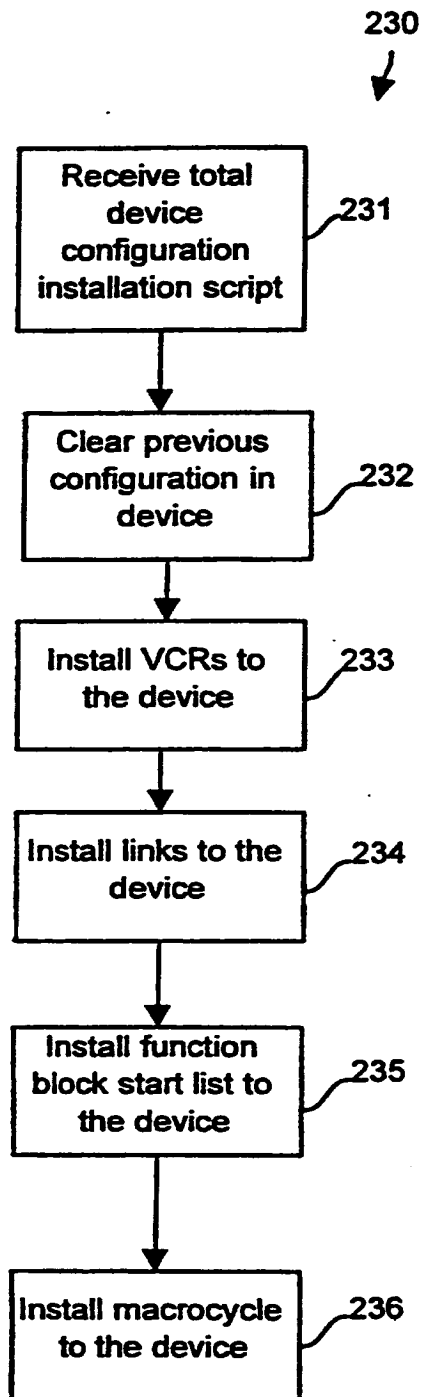 230
Receive total
device
configuration
installation script
231
Clear previous
configuration in
device
232
Install VCRs to
the device
233
Install links to the
device
234
Install function
block start list to
the device
235
Install macrocycle
to the device
236